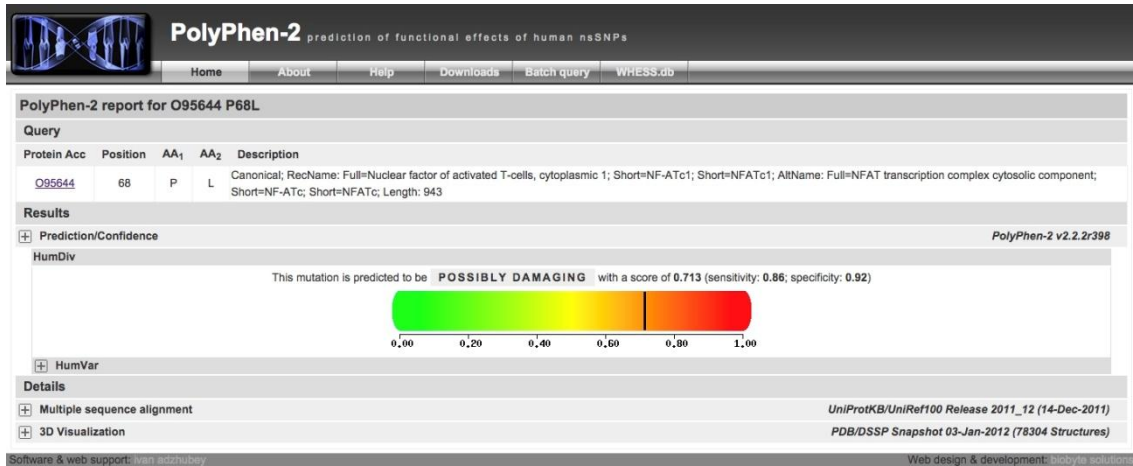 PolyPhen-2 prediction of functional effects of human nsSNPs
Home About Help Downloads Batch query WHESS.db
PolyPhen-2 report for O95644 P68L
Query
Protein Acc Position AA1 AA2 Description
O95644 68 P L Canonical; RecName: Full=Nuclear factor of activated T-cells, cytoplasmic 1; Short=NF-ATc1; Short=NFATc1; AltName: Full=NFAT transcription complex cytosolic component;
Short=NF-ATc; Short=NFATc; Length: 943
Results
Prediction/Confidence PolyPhen-2 v2.2.2r398
HumDiv
This mutation is predicted to be POSSIBLY DAMAGING with a score of 0.713 (sensitivity: 0.86; specificity: 0.92)
0.00 0.20 0.40 0.60 0.80 1.00
HumVar
Details
Multiple sequence alignment UniProtKB/UniRef100 Release 2011_12 (14-Dec-2011)
3D Visualization PDB/DSSP Snapshot 03-Jan-2012 (78304 Structures)
Software & web support: ivan adzhubey Web design & development: biobyte solutions